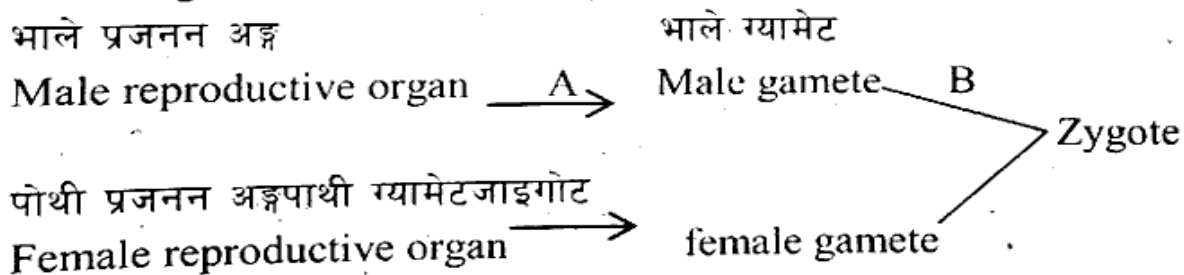 भाले प्रजनन अङ्ग भाले ग्यामेट
Male reproductive organ A Male gamete B
Zygote
पोथी प्रजनन अङ्गपाथी ग्यामेटजाइगोट
Female reproductive organ female gamete